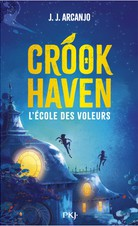 J. J. ARCANJO
CROOK
HAVEN
L'ÉCOLE DES VOLEURS
PKJ•